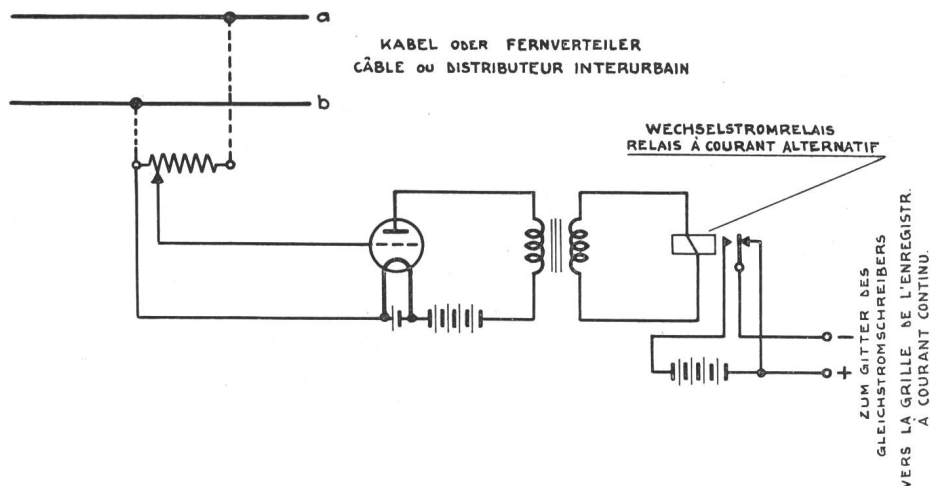 a
KABEL ODER FERNVERTEILER
CÂBLE OU DISTRIBUTEUR INTERURBAIN
b
WECHSELSTROMRELAIS
RELAIS À COURANT ALTERNATIF
−
+
ZUM GITTER DES
GLEICHSTROMSCHREIBERS
VERS LA GRILLE DE L'ENREGISTR.
À COURANT CONTINU.